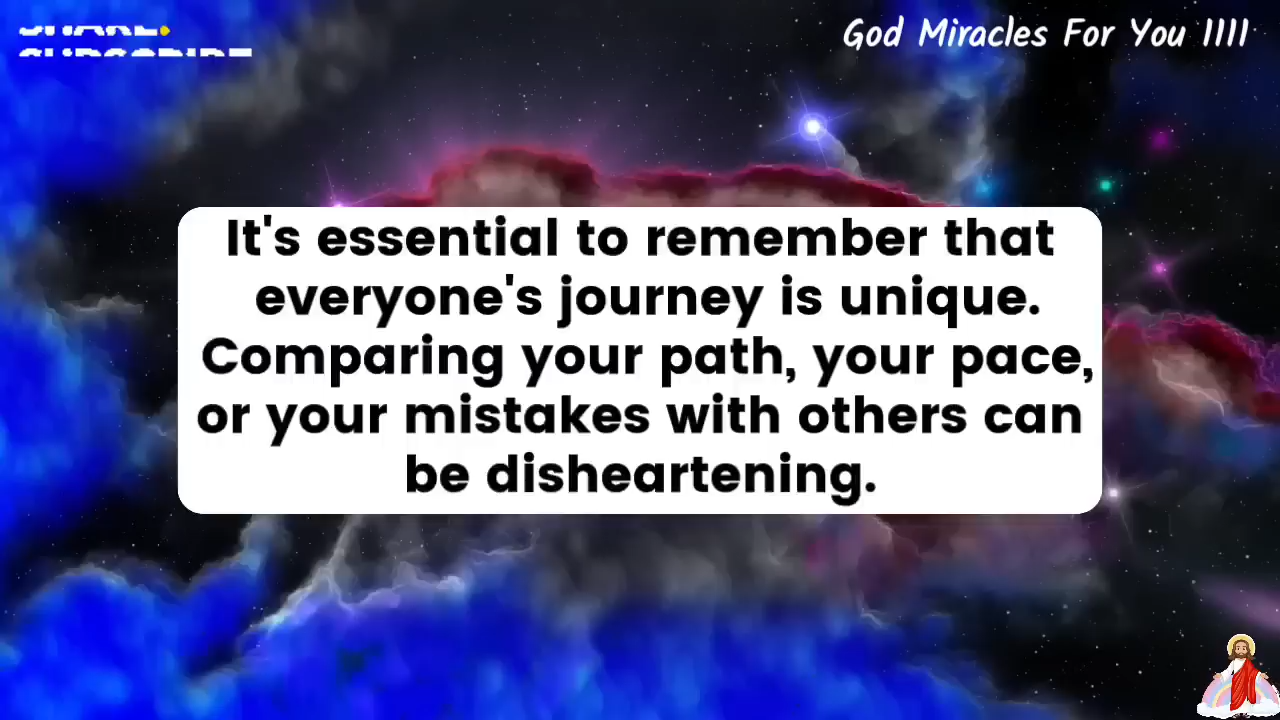 God Miracles For You 1111
It's essential to remember that
everyone's journey is unique.
Comparing your path, your pace,
or your mistakes with others can
be disheartening.